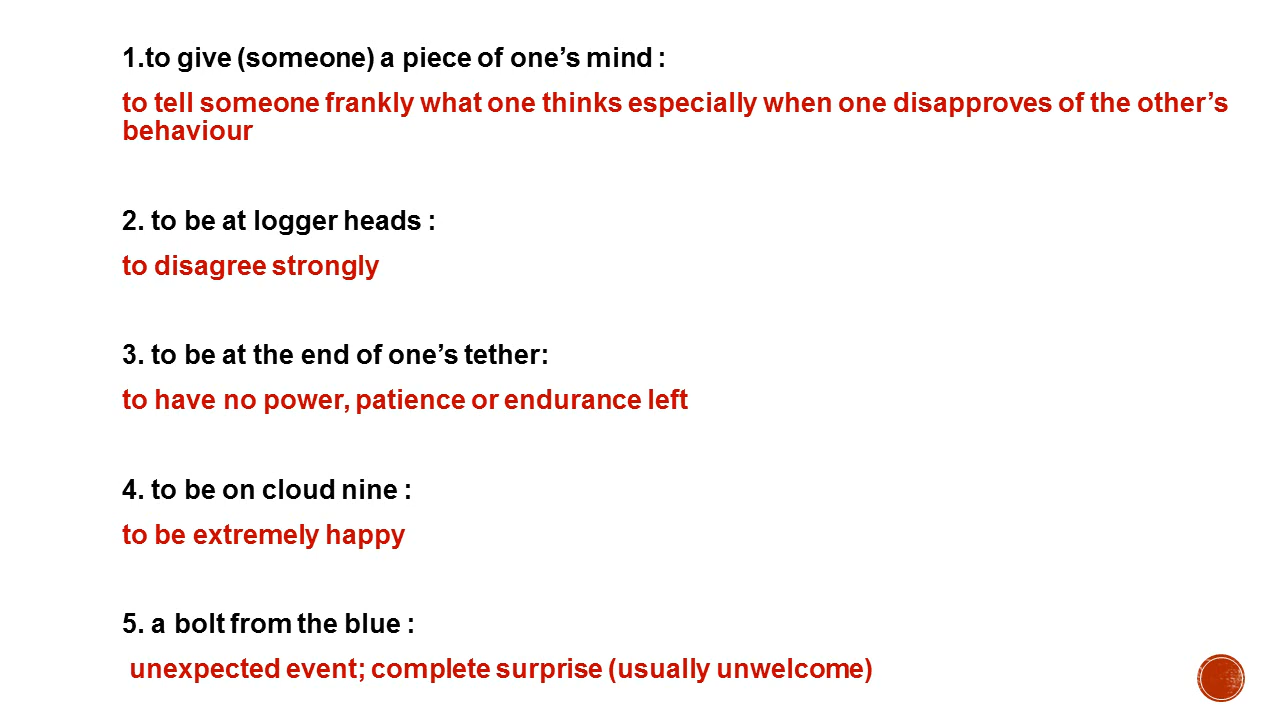 1.to give (someone) a piece of one’s mind :
to tell someone frankly what one thinks especially when one disapproves of the other’s
behaviour
2. to be at logger heads :
to disagree strongly
3. to be at the end of one’s tether:
to have no power, patience or endurance left
4. to be on cloud nine :
to be extremely happy
5. a bolt from the blue :
unexpected event; complete surprise (usually unwelcome)